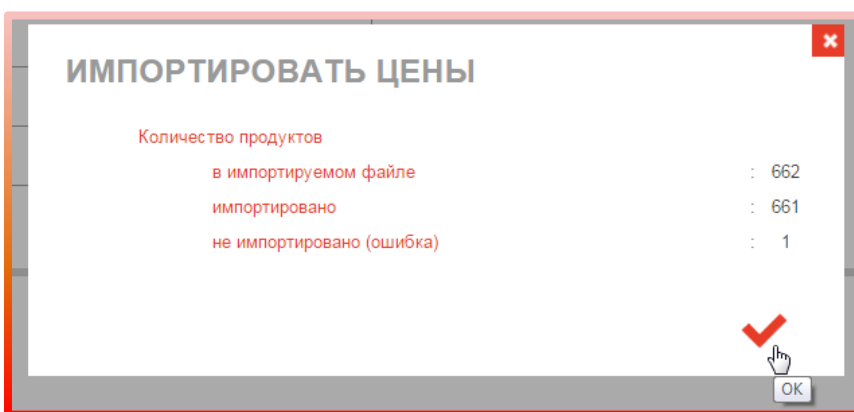 ИМПОРТИРОВАТЬ ЦЕНЫ
Количество продуктов
в импортируемом файле : 662
импортировано : 661
не импортировано (ошибка) : 1
OK